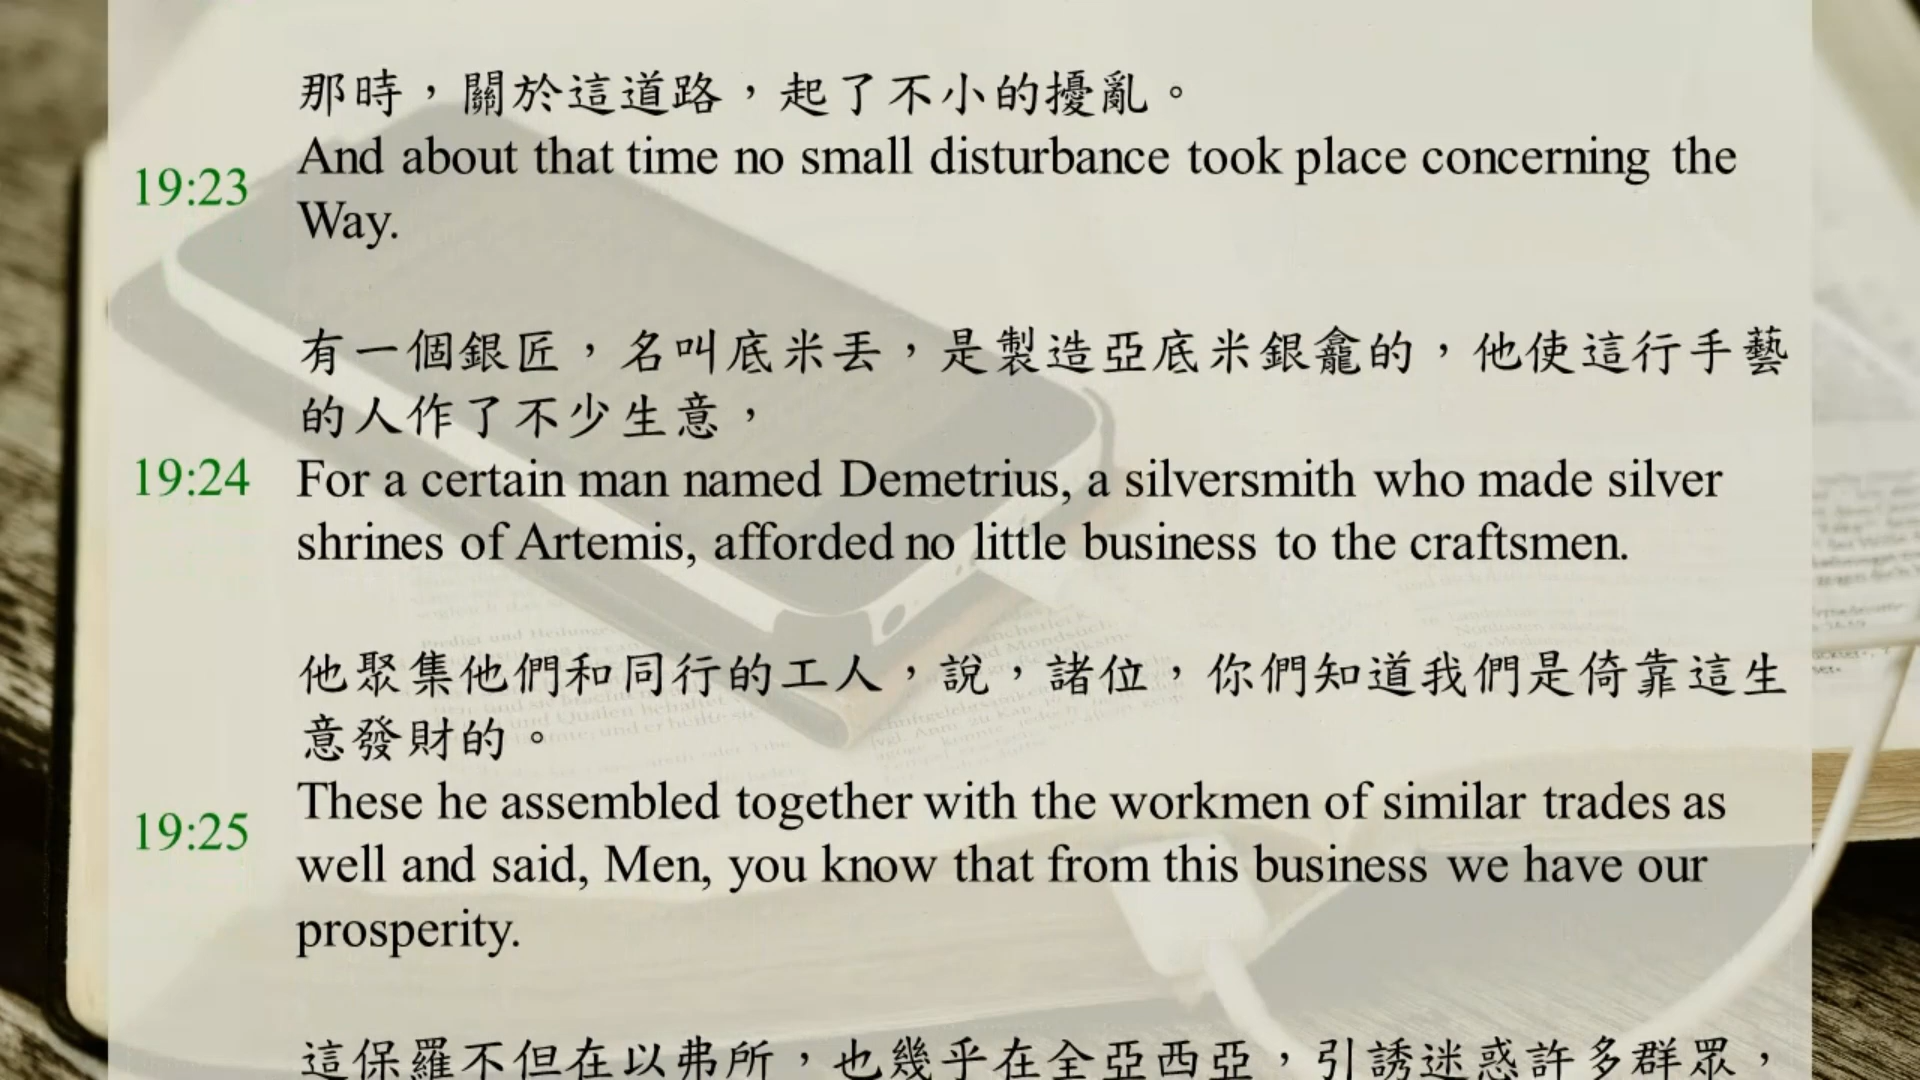 那時，關於這道路，起了不小的擾亂。
And about that time no small disturbance took place concerning the
19:23
Way.
有一個銀匠，名叫底米丟，是製造亞底米銀龕的，他使這行手藝
的人作了不少生意，
19:24
For a certain man named Demetrius, a silversmith who made silver
shrines of Artemis, afforded no little business to the craftsmen.
他聚集他們和同行的工人，說，諸位，你們知道我們是倚靠這生
意發財的。
These he assembled together with the workmen of similar trades as
19:25
well and said, Men, you know that from this business we have our
prosperity.
這保羅不但在以弗所，也幾乎在全亞西亞，引誘迷惑許多群眾，